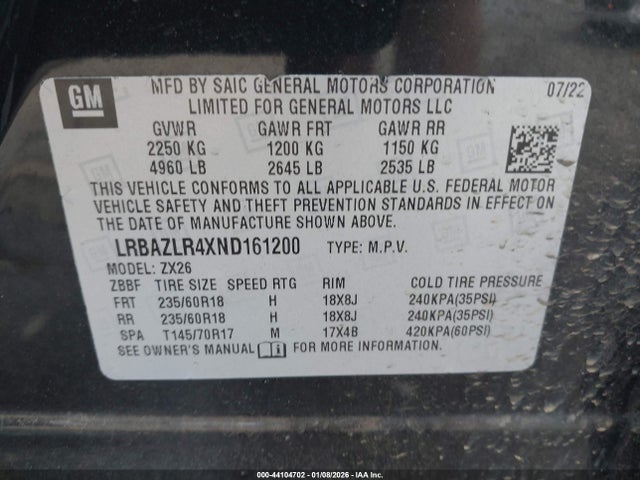 GM
MFD BY SAIC GENERAL MOTORS CORPORATION 07/22
LIMITED FOR GENERAL MOTORS LLC
GVWR GAWR FRT GAWR RR
2250 KG 1200 KG 1150 KG
4960 LB 2645 LB 2535 LB
THIS VEHICLE CONFORMS TO ALL APPLICABLE U.S. FEDERAL MOTOR
VEHICLE SAFETY AND THEFT PREVENTION STANDARDS IN EFFECT ON
THE DATE OF MANUFACTURE SHOWN ABOVE.
LRBAZLR4XND161200 TYPE: M.P.V.
MODEL: ZX26
ZBBF TIRE SIZE SPEED RTG RIM COLD TIRE PRESSURE
FRT 235/60R18 H 18X8J 240KPA(35PSI)
RR 235/60R18 H 18X8J 240KPA(35PSI)
SPA T145/70R17 M 17X4B 420KPA(60PSI)
SEE OWNER'S MANUAL FOR MORE INFORMATION.
000-44104702 - 01/08/2026 - IAA Inc.